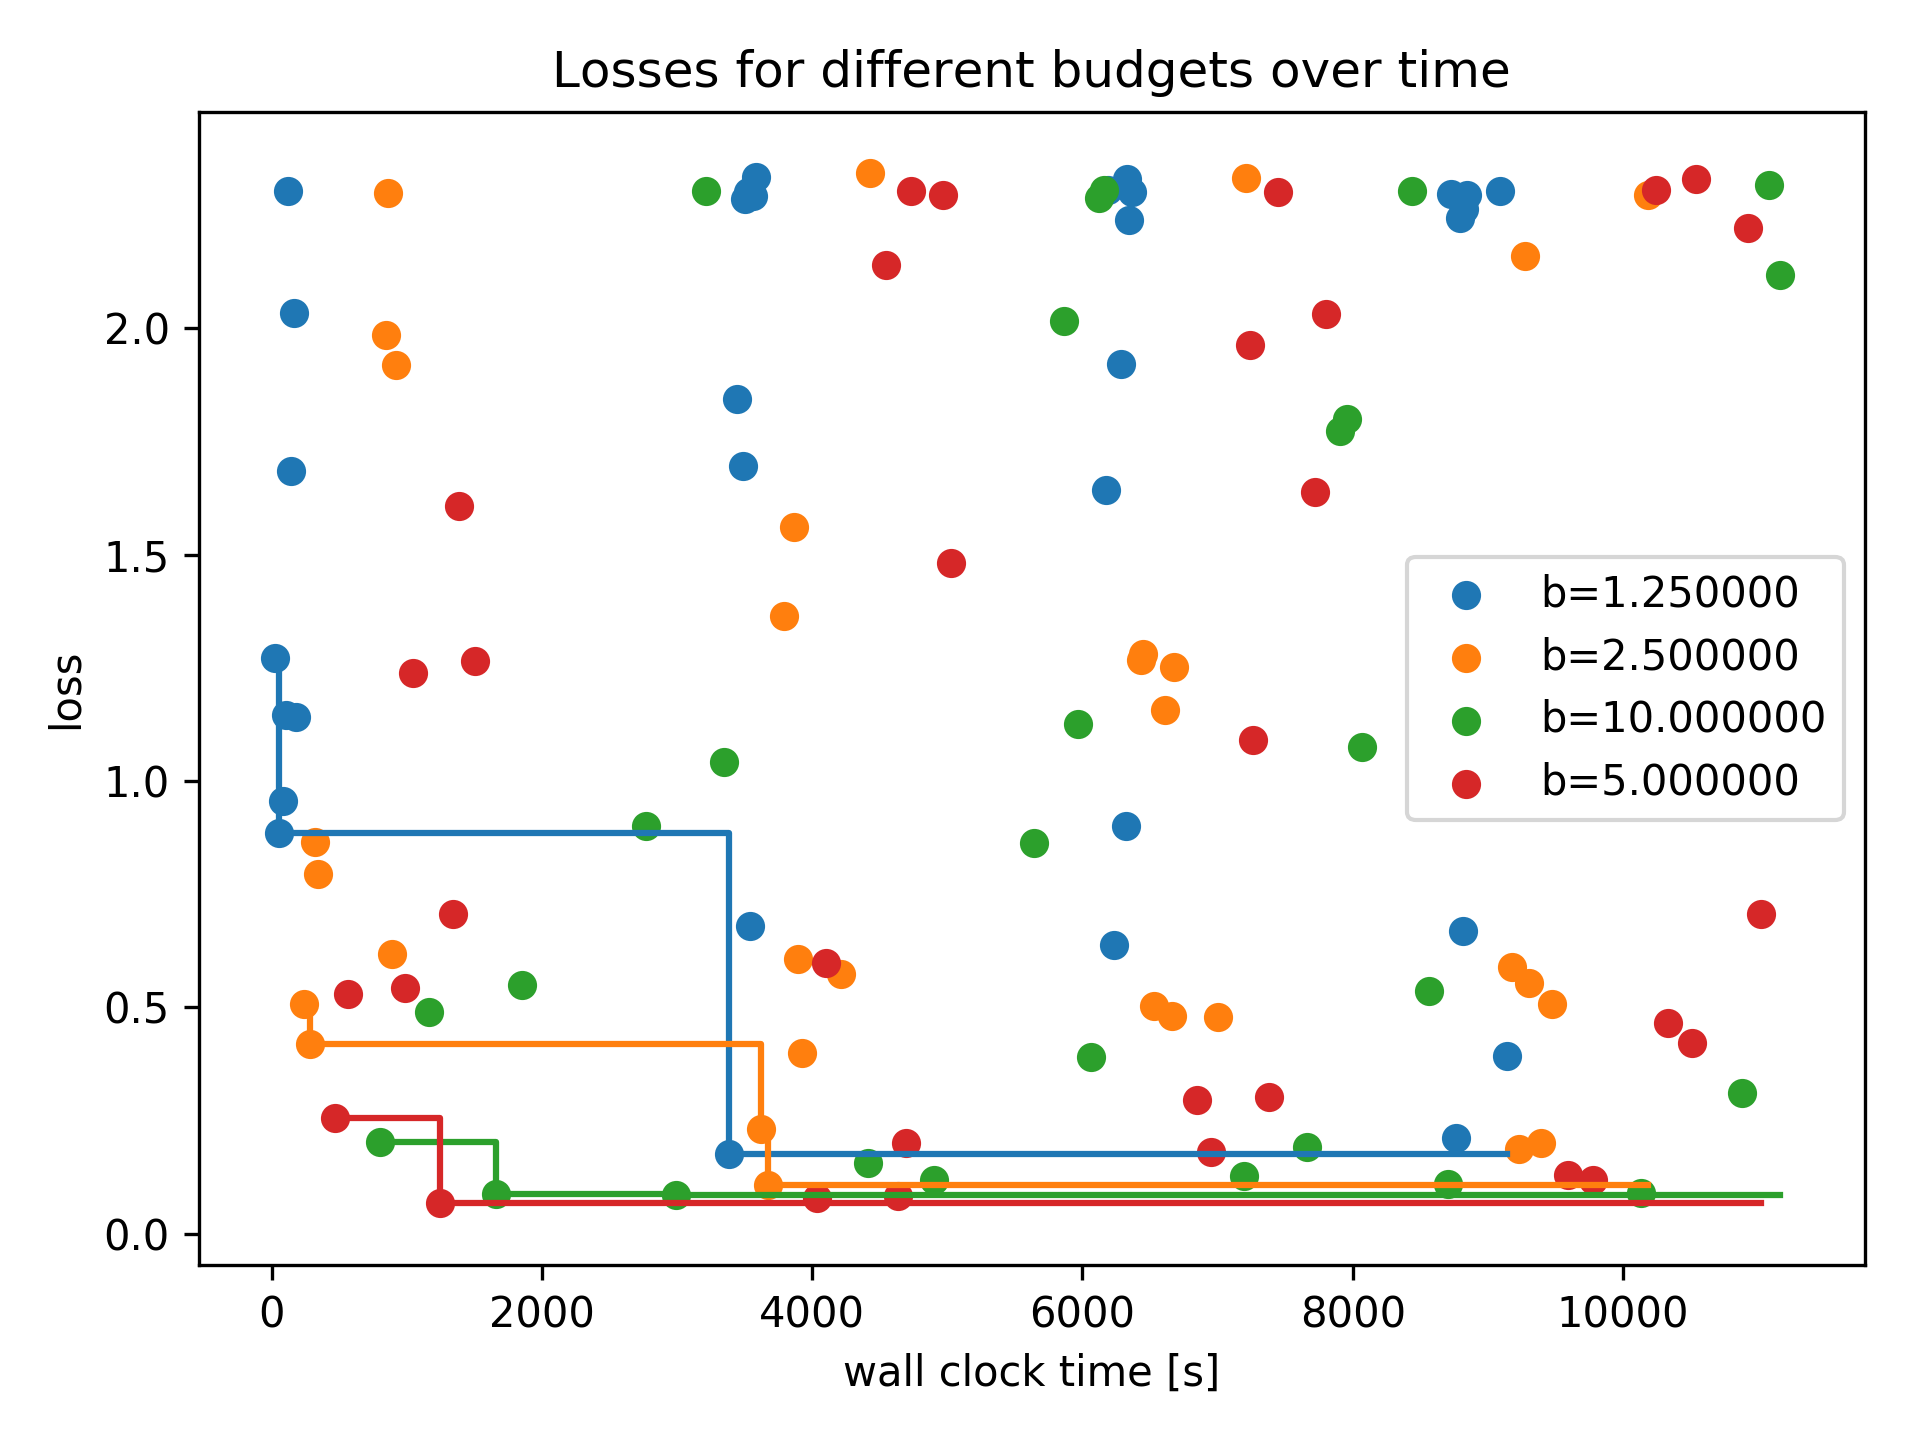 Losses for different budgets over time
loss
2.0
1.5
1.0
0.5
0.0
b=1.250000
b=2.500000
b=10.000000
b=5.000000
0 2000 4000 6000 8000 10000
wall clock time [s]